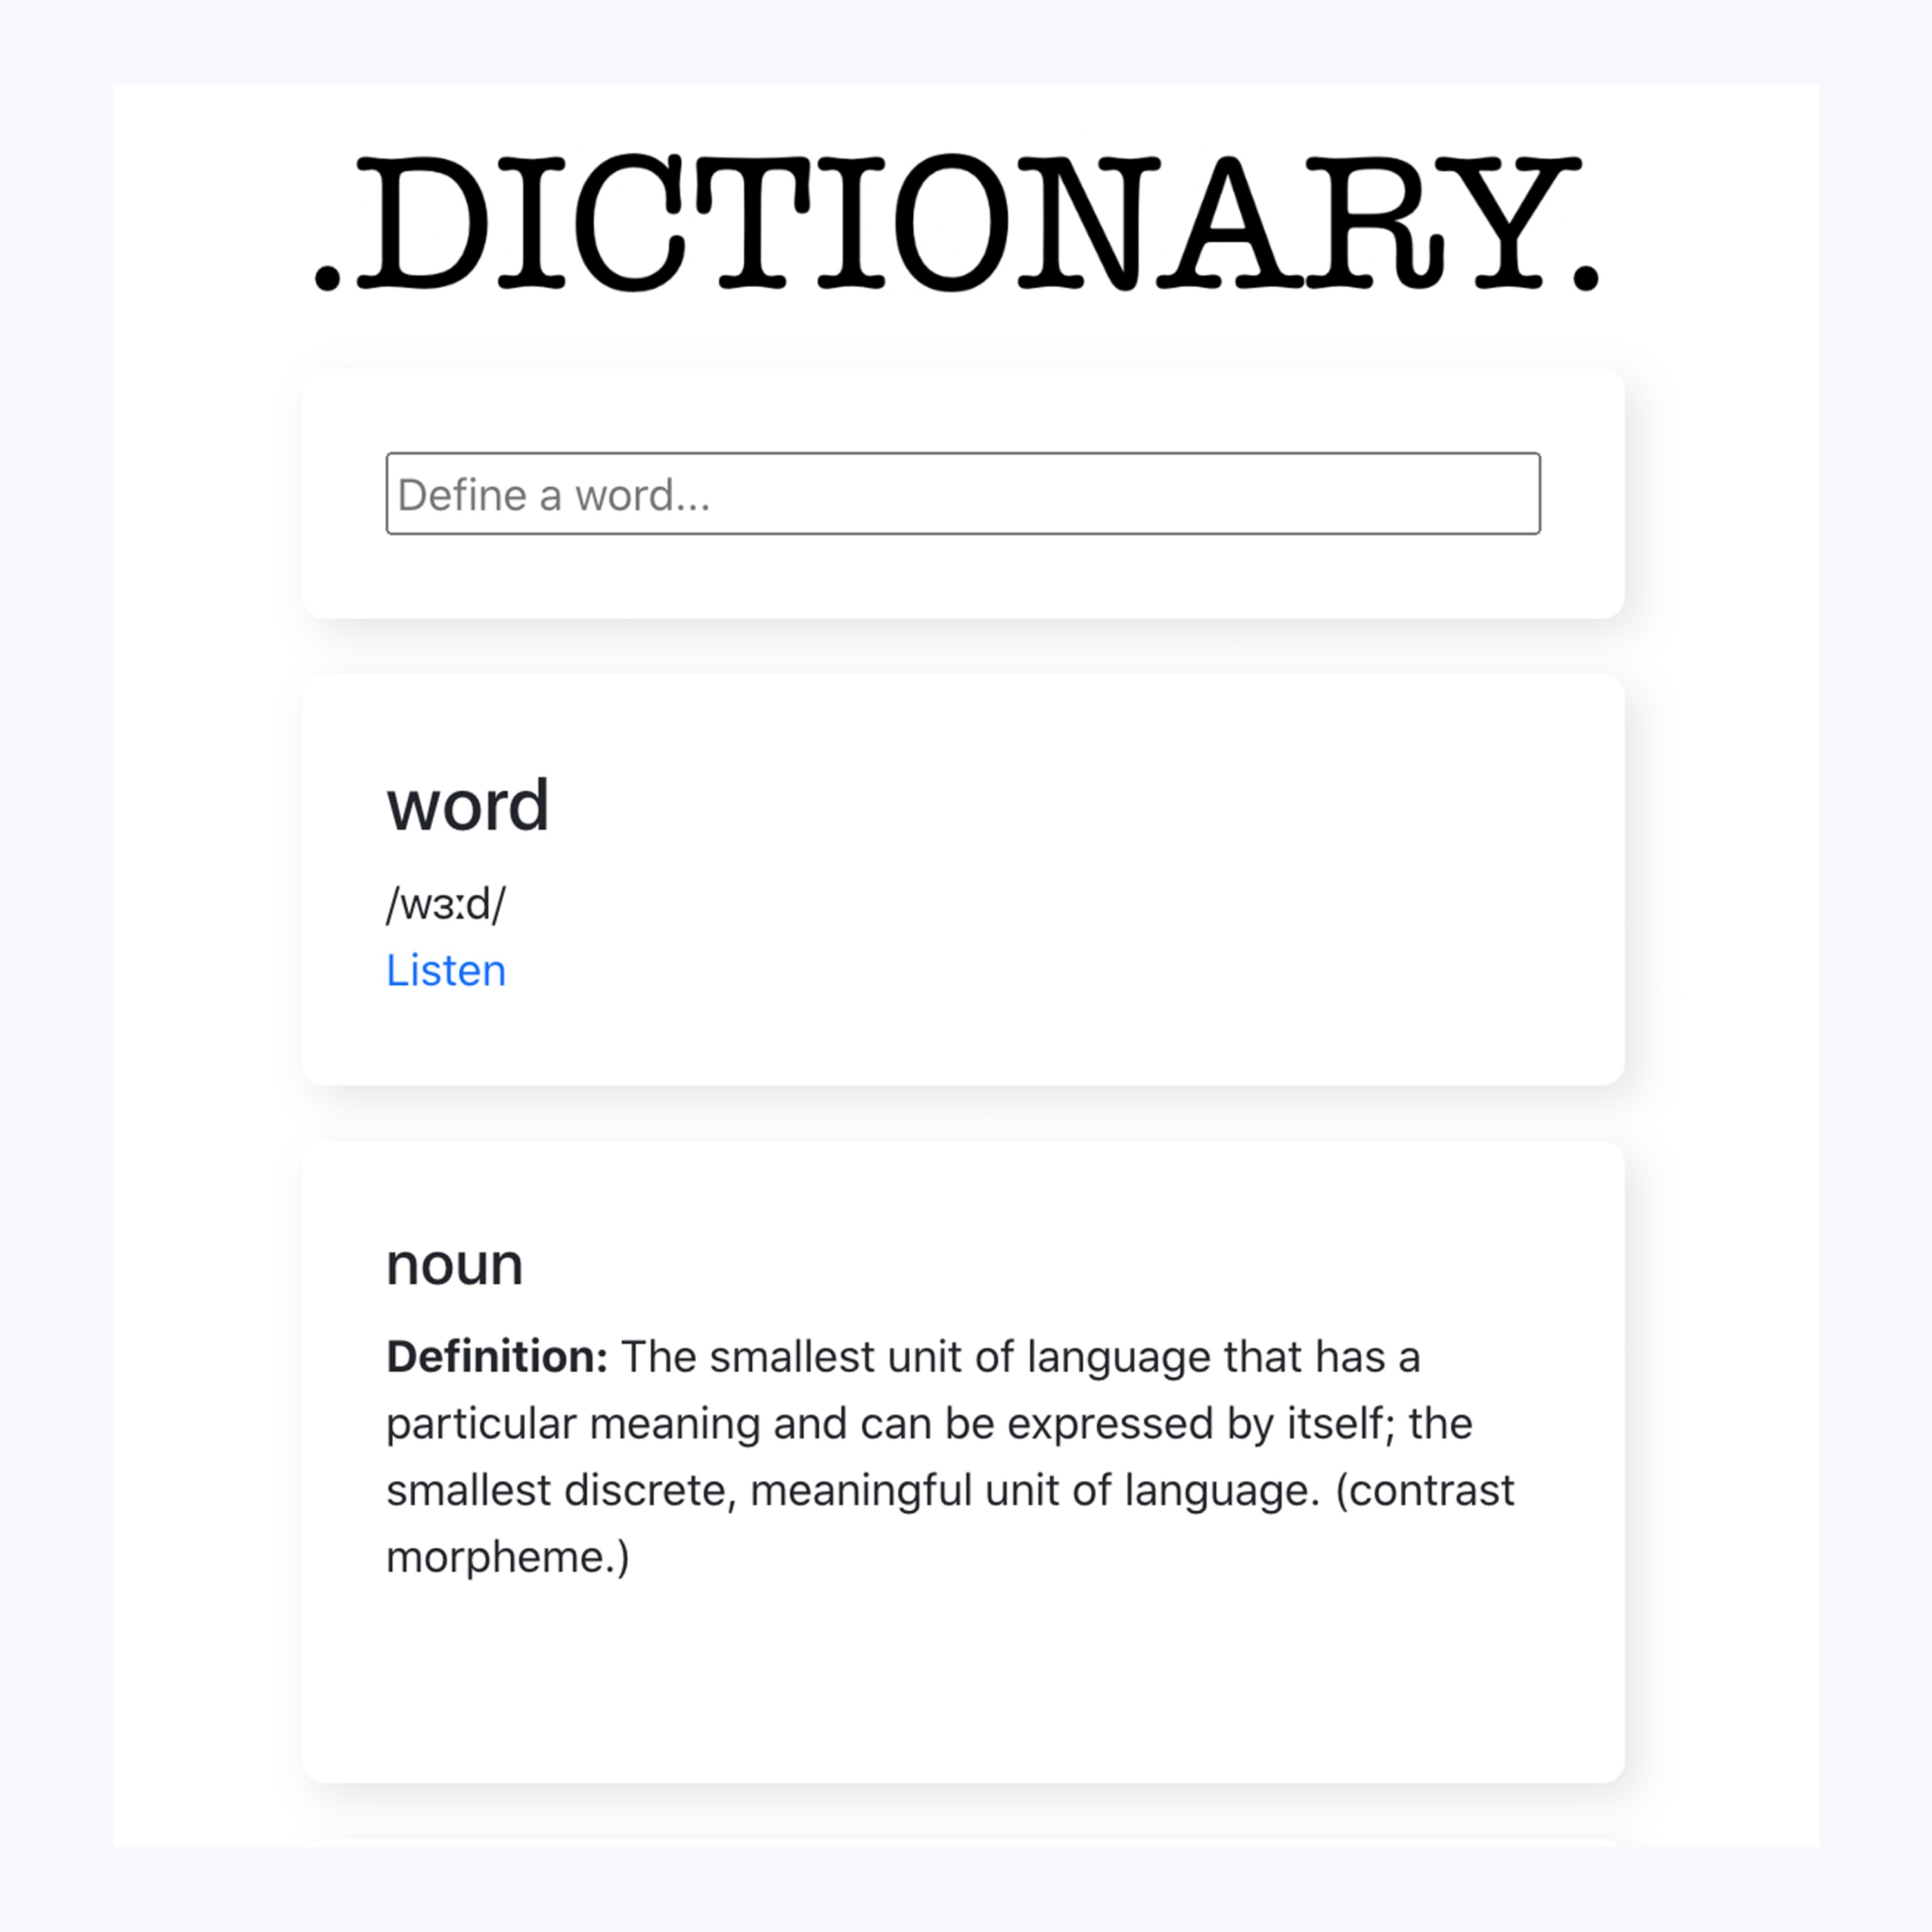 .DICTIONARY.
Define a word...
word
/wɜːd/
Listen
noun
Definition: The smallest unit of language that has a
particular meaning and can be expressed by itself; the
smallest discrete, meaningful unit of language. (contrast
morpheme.)